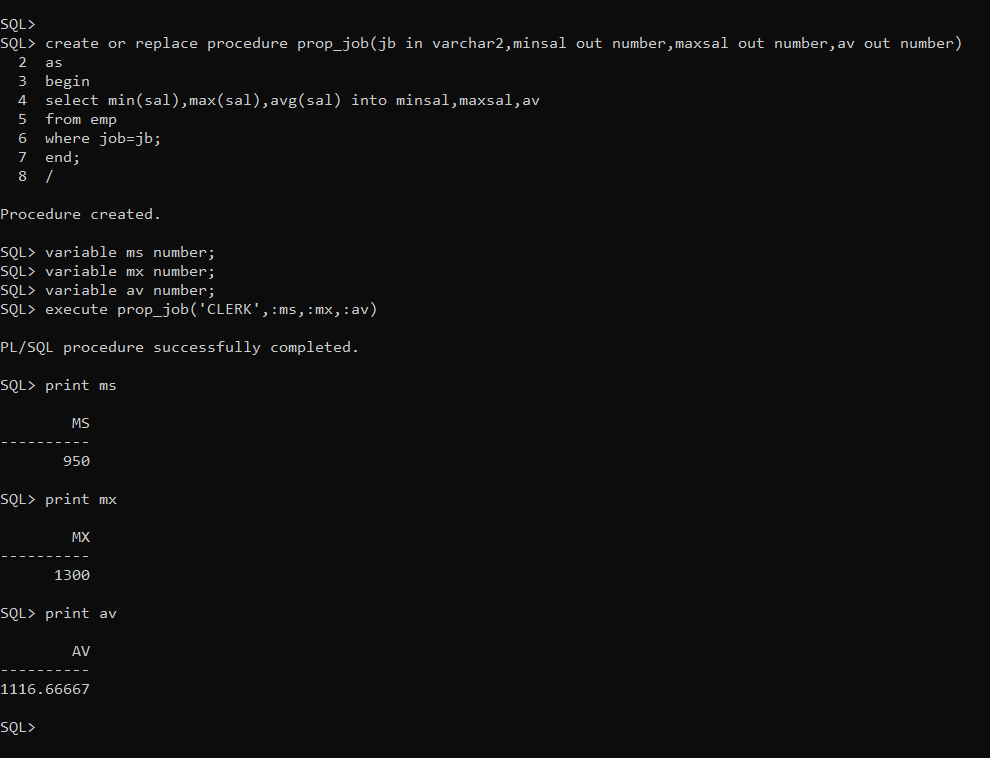 SQL>
SQL> create or replace procedure prop_job(jb in varchar2,minsal out number,maxsal out number,av out number)
  2  as
  3  begin
  4  select min(sal),max(sal),avg(sal) into minsal,maxsal,av
  5  from emp
  6  where job=jb;
  7  end;
  8  /
Procedure created.
SQL> variable ms number;
SQL> variable mx number;
SQL> variable av number;
SQL> execute prop_job('CLERK',:ms,:mx,:av)
PL/SQL procedure successfully completed.
SQL> print ms
        MS
----------
       950
SQL> print mx
        MX
----------
      1300
SQL> print av
        AV
----------
1116.66667
SQL>